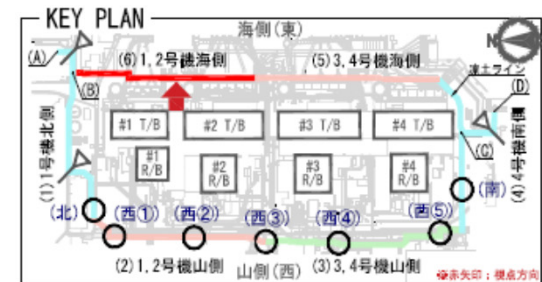 KEY PLAN
海側(東)
N
(A)
(6)1,2号機海側
(5)3,4号機海側
凍土ライン
(B)
(D)
(C)
#1 T/B
#2 T/B
#3 T/B
#4 T/B
#1
R/B
#2
R/B
#3
R/B
#4
R/B
(1)1号機北側
(4)4号機南側
(北)
(西①)
(西②)
(西③)
(西④)
(西⑤)
(南)
(2)1,2号機山側
山側(西)
(3)3,4号機山側
※赤矢印：視点方向